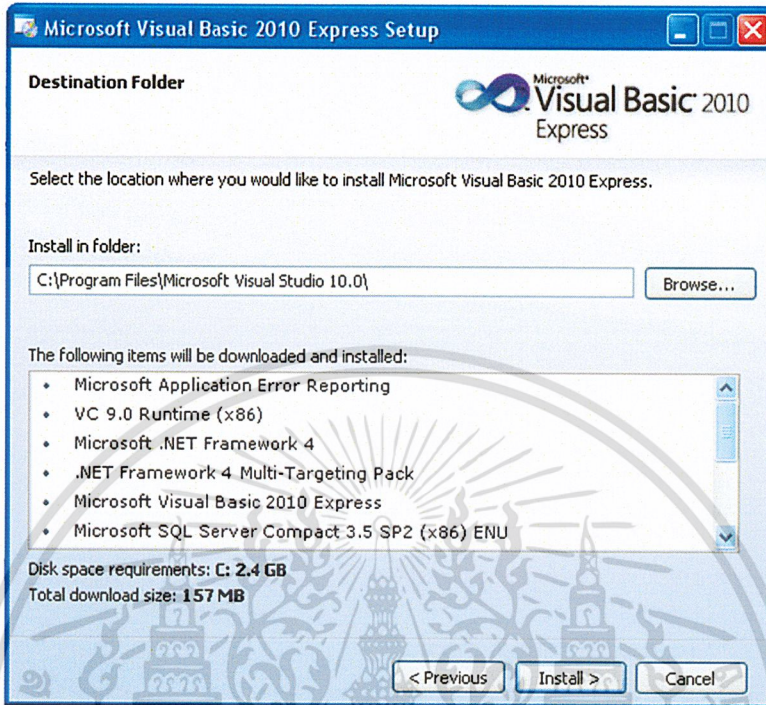 Microsoft Visual Basic 2010 Express Setup
Destination Folder
Microsoft®
Visual Basic 2010
Express
Select the location where you would like to install Microsoft Visual Basic 2010 Express.
Install in folder:
C:\Program Files\Microsoft Visual Studio 10.0\
Browse...
The following items will be downloaded and installed:
• Microsoft Application Error Reporting
• VC 9.0 Runtime (x86)
• Microsoft .NET Framework 4
• .NET Framework 4 Multi-Targeting Pack
• Microsoft Visual Basic 2010 Express
• Microsoft SQL Server Compact 3.5 SP2 (x86) ENU
Disk space requirements: C: 2.4 GB
Total download size: 157 MB
< Previous
Install >
Cancel